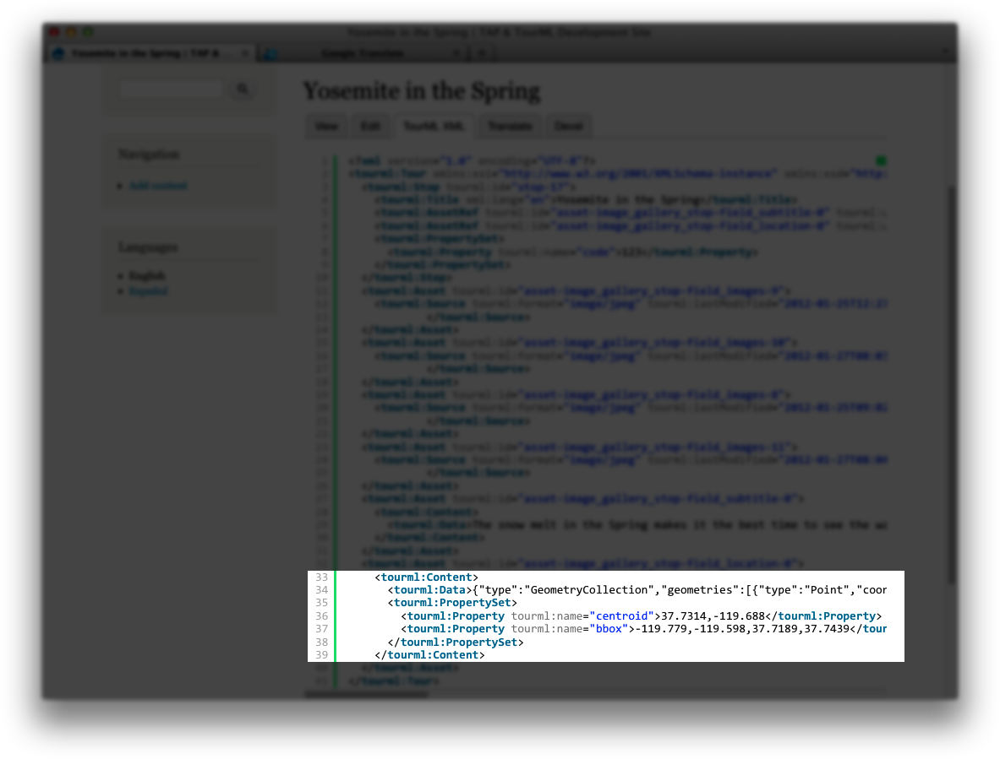 Yosemite in the Spring | TAP & TourML Development Site
Yosemite in the Spring | TAP & ...
Google Translate
Yosemite in the Spring
View Edit TourML XML Translate Devel
Navigation
Add content
Languages
English
Español
1 <?xml version="1.0" encoding="UTF-8"?>
2 <tourml:Tour xmlns:xsi="http://www.w3.org/2001/XMLSchema-instance" xmlns:xsd="http:
3 <tourml:Stop tourml:id="stop-17">
4 <tourml:Title xml:lang="en">Yosemite in the Spring</tourml:Title>
5 <tourml:AssetRef tourml:id="asset-image_gallery_stop-field_subtitle-0"
6 <tourml:AssetRef tourml:id="asset-image_gallery_stop-field_location-0"
7 <tourml:PropertySet>
8 <tourml:Property tourml:name="code">123</tourml:Property>
9 </tourml:PropertySet>
10 </tourml:Stop>
11 <tourml:Asset tourml:id="asset-image_gallery_stop-field_images-9">
12 <tourml:Source tourml:format="image/jpeg" tourml:lastModified="2012-01-25T12:2
13 </tourml:Source>
14 </tourml:Asset>
15 <tourml:Asset tourml:id="asset-image_gallery_stop-field_images-10">
16 <tourml:Source tourml:format="image/jpeg" tourml:lastModified="2012-01-27T08:0
17 </tourml:Source>
18 </tourml:Asset>
19 <tourml:Asset tourml:id="asset-image_gallery_stop-field_images-8">
20 <tourml:Source tourml:format="image/jpeg" tourml:lastModified="2012-01-25T09:0
21 </tourml:Source>
22 </tourml:Asset>
23 <tourml:Asset tourml:id="asset-image_gallery_stop-field_images-11">
24 <tourml:Source tourml:format="image/jpeg" tourml:lastModified="2012-01-27T08:0
25 </tourml:Source>
26 </tourml:Asset>
27 <tourml:Asset tourml:id="asset-image_gallery_stop-field_subtitle-0">
28 <tourml:Content>
29 <tourml:Data>The snow melt in the Spring makes it the best time to see the wa
30 </tourml:Content>
31 </tourml:Asset>
32 <tourml:Asset tourml:id="asset-image_gallery_stop-field_location-0">
33 <tourml:Content>
34 <tourml:Data>{"type":"GeometryCollection","geometries":[{"type":"Point","coor
35 <tourml:PropertySet>
36 <tourml:Property tourml:name="centroid">37.7314,-119.688</tourml:Property>
37 <tourml:Property tourml:name="bbox">-119.779,-119.598,37.7189,37.7439</tour
38 </tourml:PropertySet>
39 </tourml:Content>
40 </tourml:Asset>
41 </tourml:Tour>